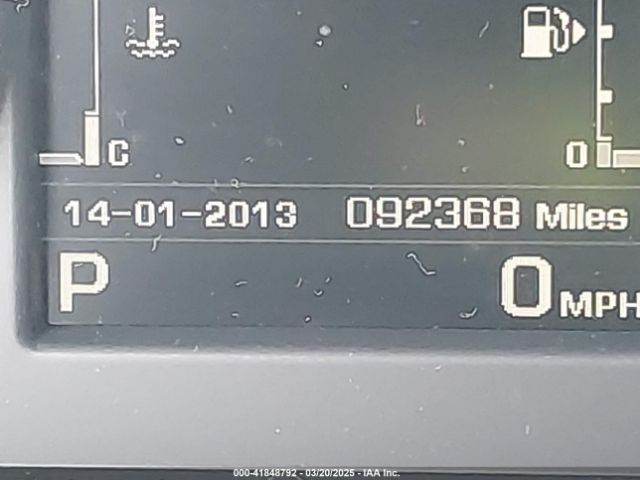 C
0
14-01-2013 092368 Miles
P 0 MPH
000-41848792 - 03/20/2025 - IAA Inc.